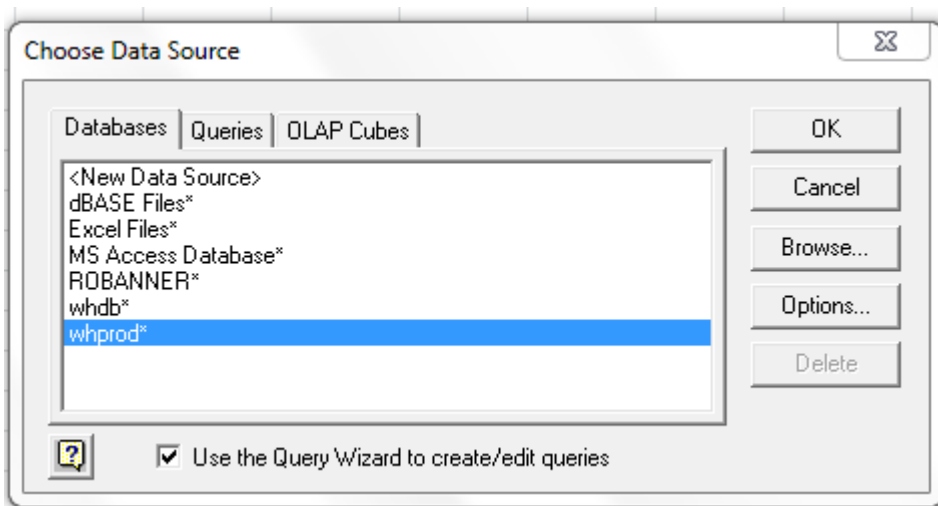 Choose Data Source
Databases Queries OLAP Cubes
<New Data Source>
dBASE Files*
Excel Files*
MS Access Database*
ROBANNER*
whdb*
whprod*
OK
Cancel
Browse...
Options...
Delete
?
Use the Query Wizard to create/edit queries